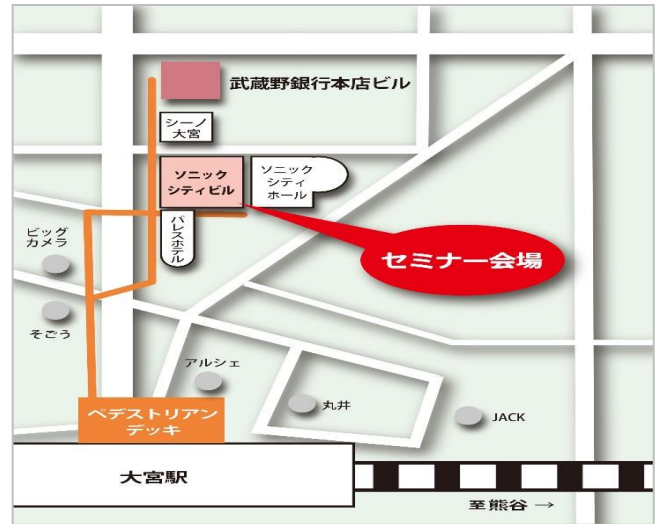 武蔵野銀行本店ビル
シーノ
大宮
ソニック
シティビル
ソニック
シティ
ホール
パレスホテル
ビッグ
カメラ
セミナー会場
そごう
アルシェ
丸井
JACK
ペデストリアン
デッキ
大宮駅
至熊谷 →